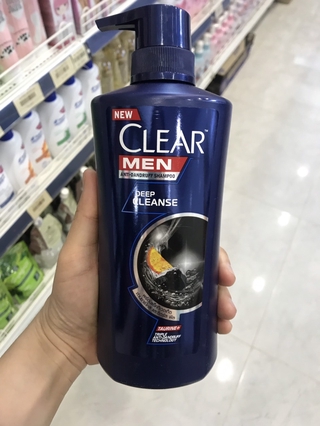 NEW
CLEAR
MEN
ANTI-DANDRUFF SHAMPOO
DEEP
CLEANSE
TAURINE+
TRIPLE
ANTI-DANDRUFF
TECHNOLOGY